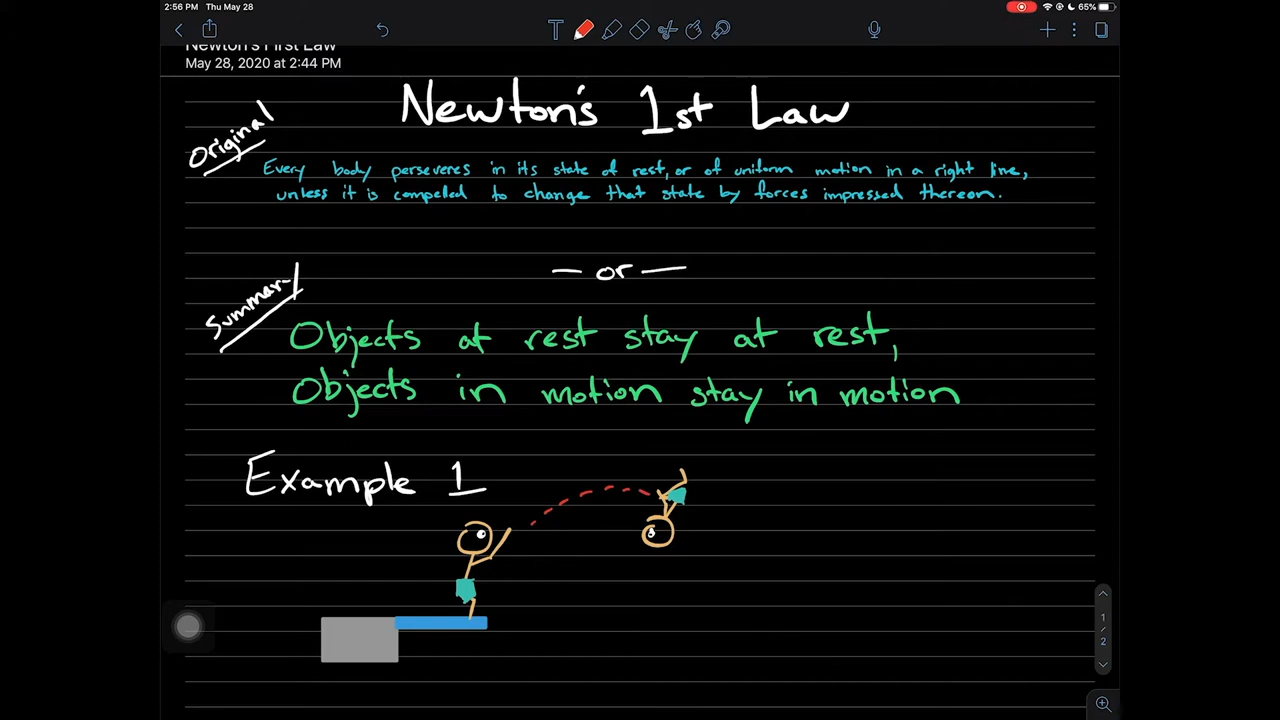 2:56 PM Thu May 28
65%
Newton's First Law
May 28, 2020 at 2:44 PM
Newton's 1st Law
Original
Every body perseveres in its state of rest, or of uniform motion in a right line,
unless it is compelled to change that state by forces impressed thereon.
— or —
Summary
Objects at rest stay at rest,
Objects in motion stay in motion
Example 1
1
/
2